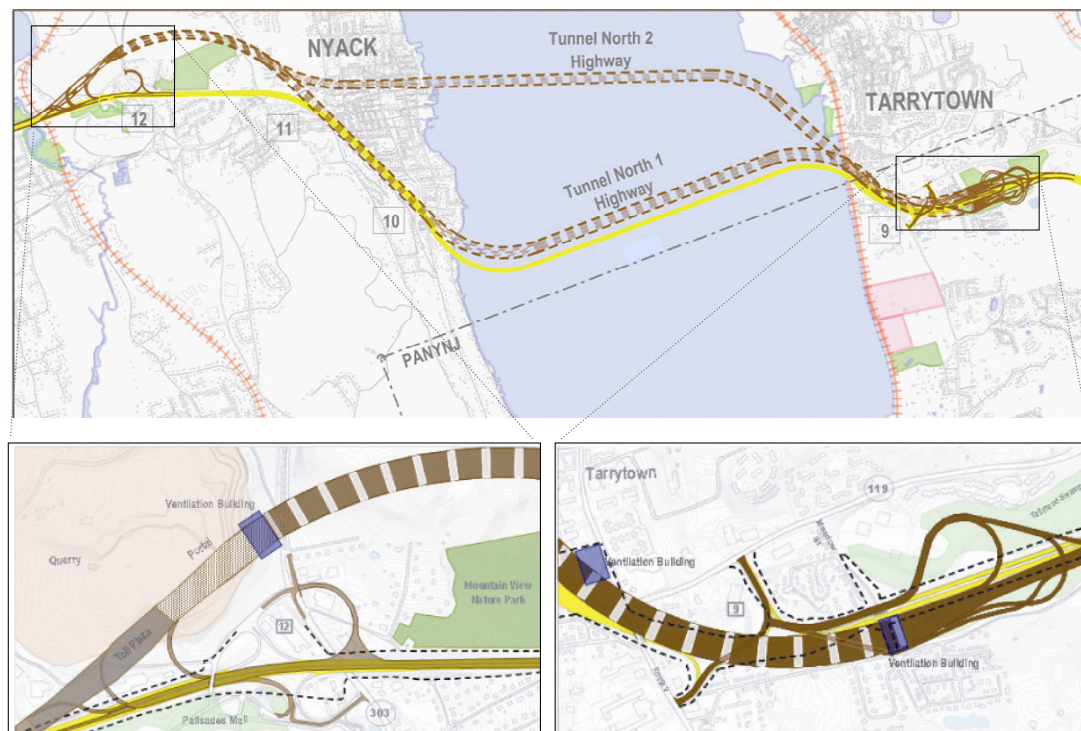 NYACK
Tunnel North 2
Highway
TARRYTOWN
12
11
Tunnel North 1
Highway
10
9
PANYNJ
Ventilation Building
Portal
Querry
Toll Plaza
12
Mountain View
Nature Park
Palisades Mall
303
Tarrytown
119
Ventilation Building
9
Ventilation Building